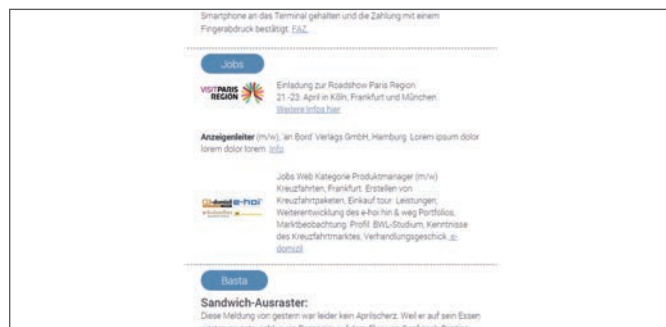 Smartphone an das Terminal gehalten und die Zahlung mit einem
Fingerabdruck bestätigt. FAZ
Jobs
VISITPARIS
REGION
Einladung zur Roadshow Paris Region:
21.-23. April in Köln, Frankfurt und München.
Weitere Infos hier
Anzeigenleiter (m/w), 'an Bord' Verlags GmbH, Hamburg. Lorem ipsum dolor
lorem dolor lorem. Info
Jobs Web Kategorie Produktmanager (m/w)
Kreuzfahrten, Frankfurt. Erstellen von
Kreuzfahrtpaketen, Einkauf tour. Leistungen,
e-hoi
Weiterentwicklung des e-hoi hin & weg Portfolios,
Marktbeobachtung. Profil: BWL-Studium, Kenntnisse
des Kreuzfahrtmarktes, Verhandlungsgeschick. e-
domizil
Basta
Sandwich-Ausraster:
Diese Meldung von gestern war leider kein Aprilscherz. Weil er auf sein Essen